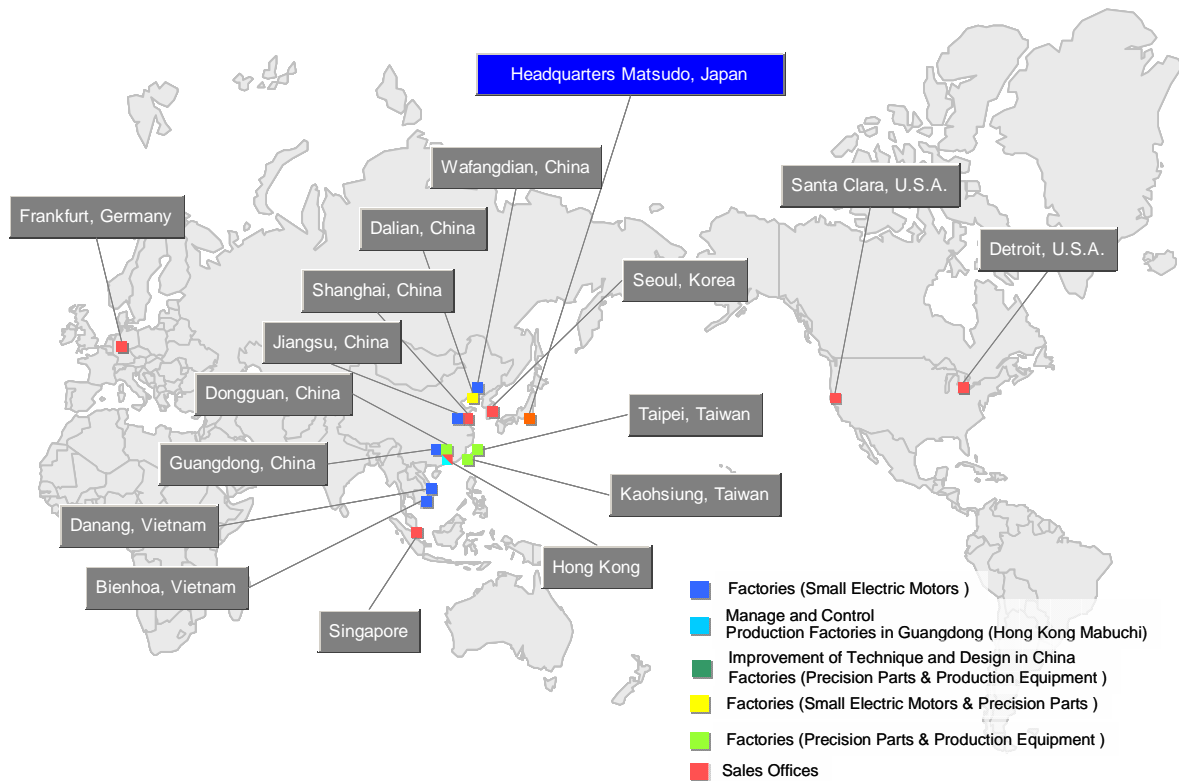 Headquarters Matsudo, Japan
Wafangdian, China
Santa Clara, U.S.A.
Frankfurt, Germany
Dalian, China
Detroit, U.S.A.
Shanghai, China
Seoul, Korea
Jiangsu, China
Dongguan, China
Taipei, Taiwan
Guangdong, China
Kaohsiung, Taiwan
Danang, Vietnam
Hong Kong
Bienhoa, Vietnam
Singapore
Factories (Small Electric Motors )
Manage and Control
Production Factories in Guangdong (Hong Kong Mabuchi)
Improvement of Technique and Design in China
Factories (Precision Parts & Production Equipment )
Factories (Small Electric Motors & Precision Parts )
Factories (Precision Parts & Production Equipment )
Sales Offices